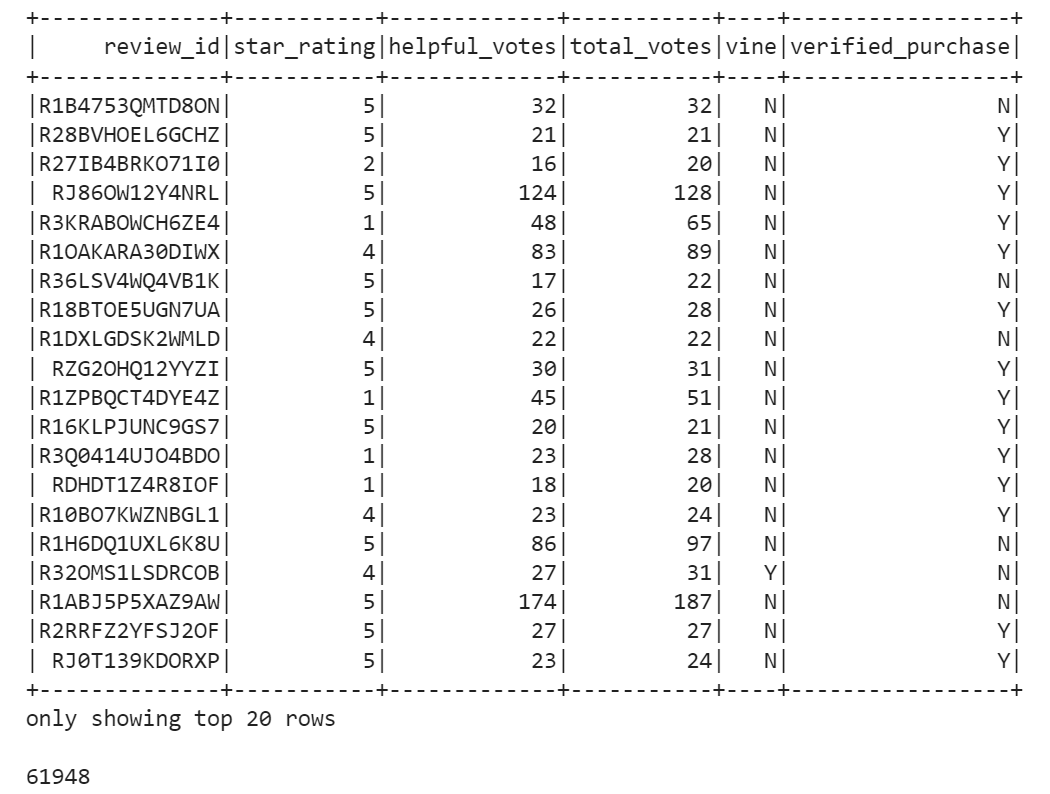 +--------------+-----------+-------------+-----------+----+-----------------+
|     review_id|star_rating|helpful_votes|total_votes|vine|verified_purchase|
+--------------+-----------+-------------+-----------+----+-----------------+
|R1B4753QMTD8ON|          5|           32|         32|   N|                N|
|R28BVHOEL6GCHZ|          5|           21|         21|   N|                Y|
|R27IB4BRKO71I0|          2|           16|         20|   N|                Y|
| RJ86OW12Y4NRL|          5|          124|        128|   N|                Y|
|R3KRABOWCH6ZE4|          1|           48|         65|   N|                Y|
|R1OAKARA30DIWX|          4|           83|         89|   N|                Y|
|R36LSV4WQ4VB1K|          5|           17|         22|   N|                N|
|R18BTOE5UGN7UA|          5|           26|         28|   N|                Y|
|R1DXLGDSK2WMLD|          4|           22|         22|   N|                N|
| RZG2OHQ12YYZI|          5|           30|         31|   N|                Y|
|R1ZPBQCT4DYE4Z|          1|           45|         51|   N|                Y|
|R16KLPJUNC9GS7|          5|           20|         21|   N|                Y|
|R3Q0414UJO4BDO|          1|           23|         28|   N|                Y|
| RDHDT1Z4R8IOF|          1|           18|         20|   N|                Y|
|R10BO7KWZNBGL1|          4|           23|         24|   N|                Y|
|R1H6DQ1UXL6K8U|          5|           86|         97|   N|                N|
|R32OMS1LSDRCOB|          4|           27|         31|   Y|                N|
|R1ABJ5P5XAZ9AW|          5|          174|        187|   N|                N|
|R2RRFZ2YFSJ2OF|          5|           27|         27|   N|                Y|
| RJ0T139KDORXP|          5|           23|         24|   N|                Y|
+--------------+-----------+-------------+-----------+----+-----------------+
only showing top 20 rows
61948